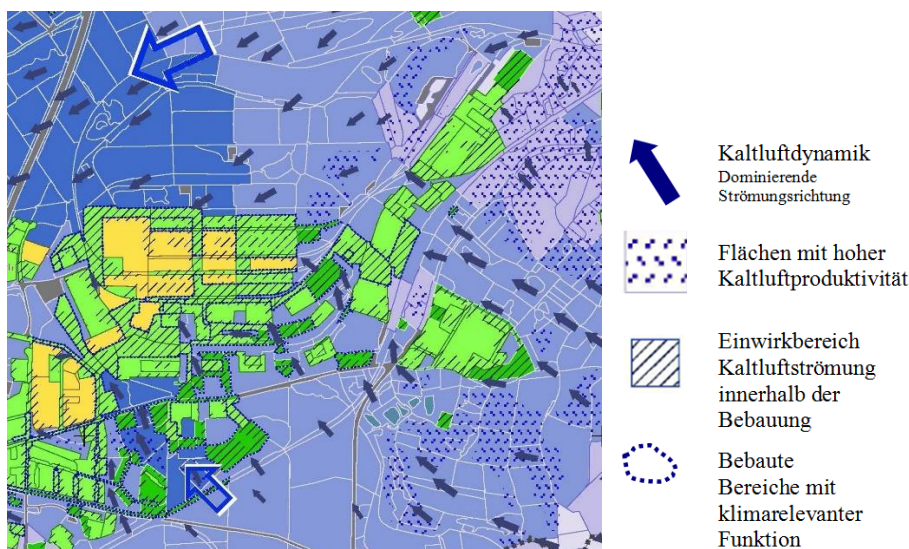 Kaltluftdynamik
Dominierende
Strömungsrichtung
Flächen mit hoher
Kaltluftproduktivität
Einwirkbereich
Kaltluftströmung
innerhalb der
Bebauung
Bebaute
Bereiche mit
klimarelevanter
Funktion